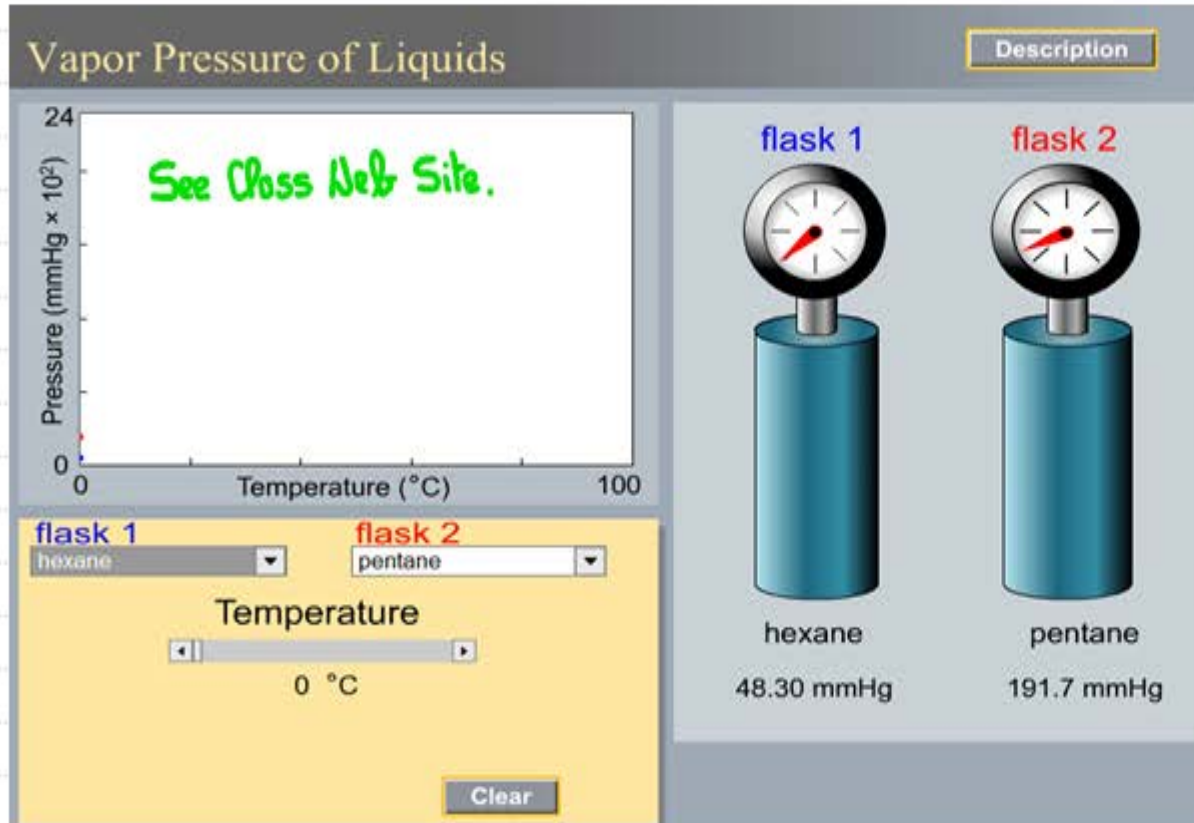 Vapor Pressure of Liquids
Description
24
Pressure (mmHg × 10²)
0
See Class Web Site.
0
Temperature (°C)
100
flask 1
flask 2
hexane
pentane
Temperature
0 °C
Clear
flask 1
flask 2
hexane
pentane
48.30 mmHg
191.7 mmHg